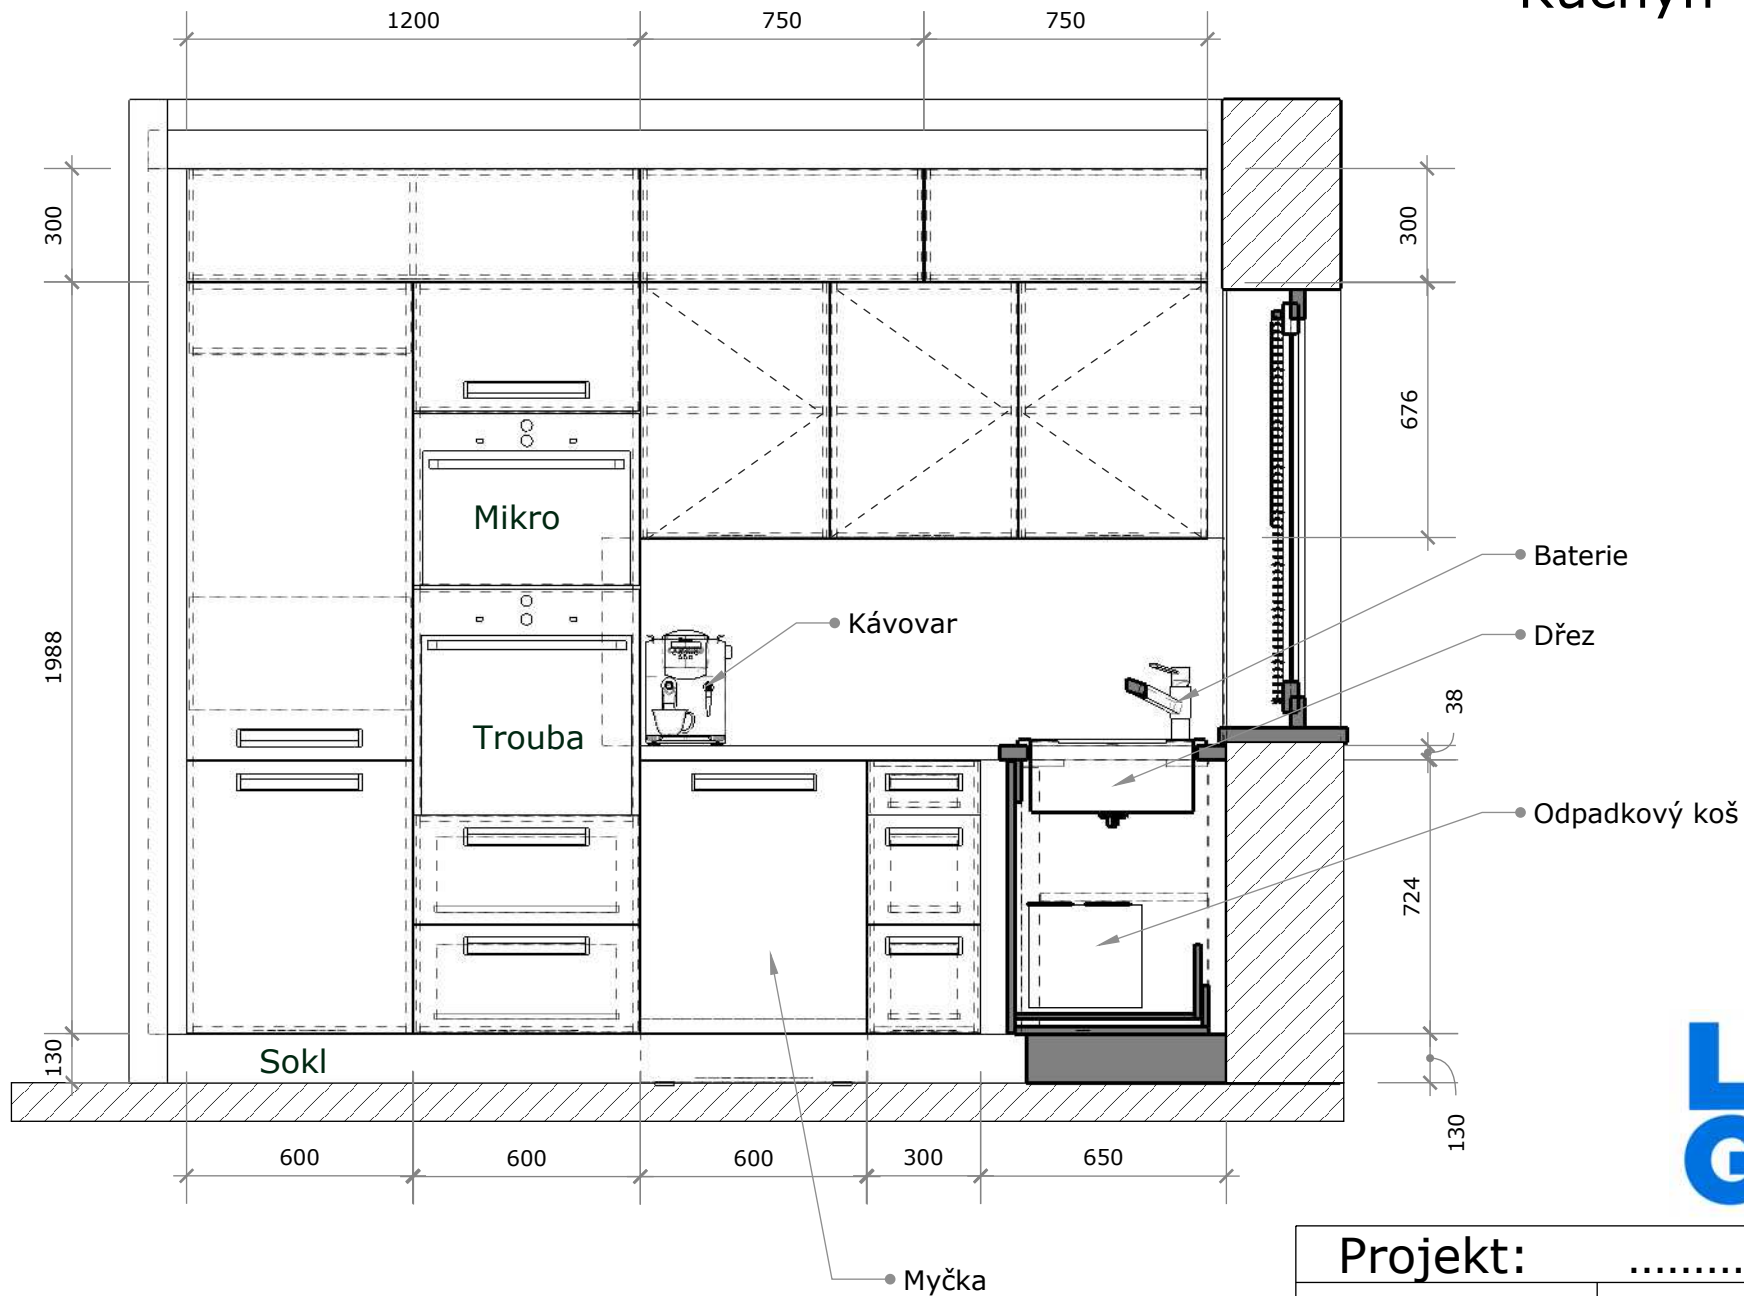 Kuchyň
1200
750
750
300
300
676
Mikro
Baterie
Kávovar
Dřez
1988
38
Trouba
Odpadkový koš
724
Sokl
130
130
600
600
600
300
650
L
G
Myčka
Projekt: ..........